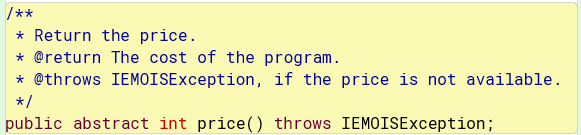 /**
 * Return the price.
 * @return The cost of the program.
 * @throws IEMOISException, if the price is not available.
 */
public abstract int price() throws IEMOISException;